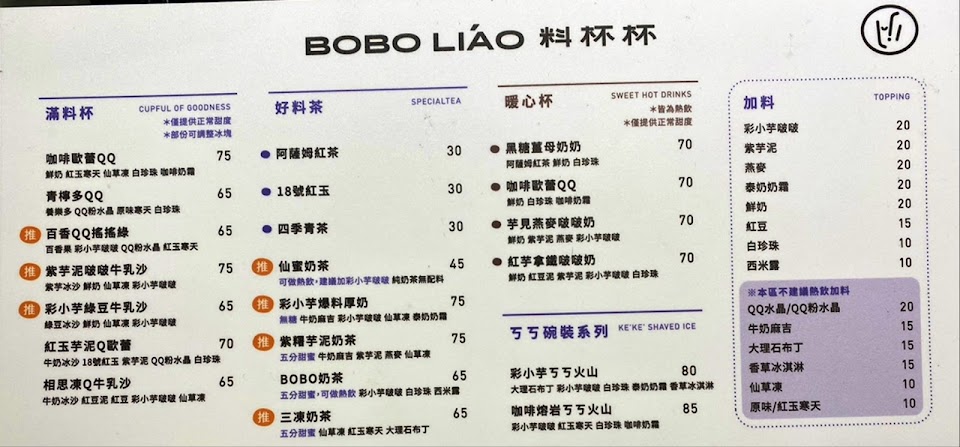 BOBO LIÁO 料杯杯
滿料杯 CUPFUL OF GOODNESS
＊僅提供正常甜度
＊部份可調整冰塊
咖啡歐蕾QQ 75
鮮奶 紅玉寒天 仙草凍 白珍珠 咖啡奶霜
青檸多QQ 65
養樂多 QQ粉水晶 原味寒天 白珍珠
推 百香QQ搖搖綠 65
百香果 彩小芋啵啵 QQ粉水晶 紅玉寒天
推 紫芋泥啵啵牛乳沙 75
紫芋冰沙 鮮奶 仙草凍 彩小芋啵啵
推 彩小芋綠豆牛乳沙 65
綠豆冰沙 鮮奶 仙草凍 彩小芋啵啵
紅玉芋泥Q歐蕾 70
牛奶冰沙 18號紅玉 紫芋泥 QQ粉水晶 白珍珠
相思凍Q牛乳沙 65
牛奶冰沙 紅豆泥 紅豆 彩小芋啵啵 仙草凍
好料茶 SPECIALTEA
阿薩姆紅茶 30
18號紅玉 30
四季青茶 30
推 仙蜜奶茶 45
可做熱飲，建議加彩小芋啵啵 純奶茶無配料
推 彩小芋爆料厚奶 75
無糖 牛奶麻吉 彩小芋啵啵 仙草凍 泰奶奶霜
推 紫糯芋泥奶茶 75
五分甜蜜 牛奶麻吉 紫芋泥 燕麥 仙草凍
BOBO奶茶 65
五分甜蜜，可做熱飲 彩小芋啵啵 白珍珠 西米露
推 三凍奶茶 65
五分甜蜜 仙草凍 紅玉寒天 大理石布丁
暖心杯 SWEET HOT DRINKS
＊皆為熱飲
＊僅提供正常甜度
黑糖薑母奶奶 70
阿薩姆紅茶 鮮奶 白珍珠
咖啡歐蕾QQ 70
鮮奶 白珍珠 咖啡奶霜
芋見燕麥啵啵奶 70
鮮奶 紫芋泥 燕麥 彩小芋啵啵
紅芋拿鐵啵啵奶 70
鮮奶 紅豆泥 紫芋泥 彩小芋啵啵 白珍珠
ㄎㄎ碗裝系列 KE'KE' SHAVED ICE
彩小芋ㄎㄎ火山 80
大理石布丁 彩小芋啵啵 白珍珠 泰奶奶霜 香草冰淇淋
咖啡熔岩ㄎㄎ火山 85
彩小芋啵啵 紅玉寒天 白珍珠 咖啡奶霜
加料 TOPPING
彩小芋啵啵 20
紫芋泥 20
燕麥 20
泰奶奶霜 20
鮮奶 20
紅豆 15
白珍珠 10
西米露 10
※本區不建議熱飲加料
QQ水晶/QQ粉水晶 20
牛奶麻吉 15
大理石布丁 15
香草冰淇淋 15
仙草凍 10
原味/紅玉寒天 10